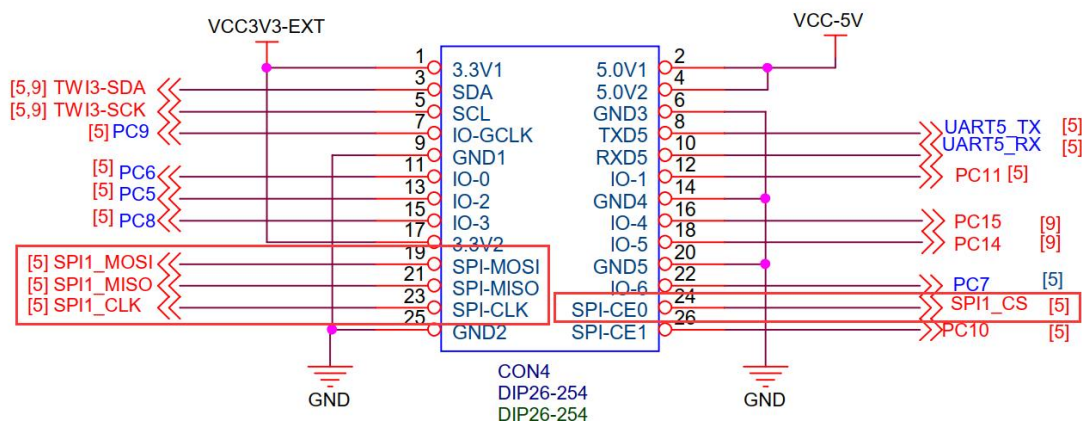 VCC3V3-EXT
VCC-5V
1 3.3V1 5.0V1 2
[5,9] TWI3-SDA 3 SDA 5.0V2 4
[5,9] TWI3-SCK 5 SCL GND3 6
[5] PC9 7 IO-GCLK TXD5 8 UART5_TX [5]
9 GND1 RXD5 10 UART5_RX [5]
[5] PC6 11 IO-0 IO-1 12 PC11 [5]
[5] PC5 13 IO-2 GND4 14
[5] PC8 15 IO-3 IO-4 16 PC15 [9]
17 3.3V2 IO-5 18 PC14 [9]
[5] SPI1_MOSI 19 SPI-MOSI GND5 20
[5] SPI1_MISO 21 SPI-MISO IO-6 22 PC7 [5]
[5] SPI1_CLK 23 SPI-CLK SPI-CE0 24 SPI1_CS [5]
25 GND2 SPI-CE1 26 PC10 [5]
GND
GND
CON4
DIP26-254
DIP26-254